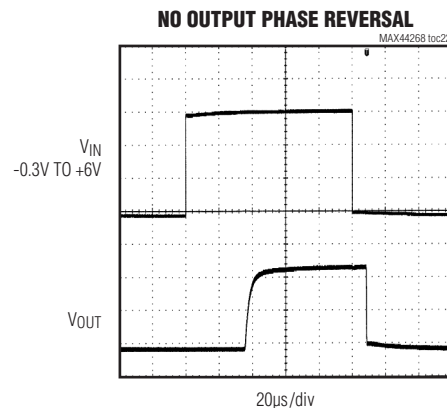 NO OUTPUT PHASE REVERSAL
MAX44268 toc22
VIN
-0.3V TO +6V
VOUT
20µs/div